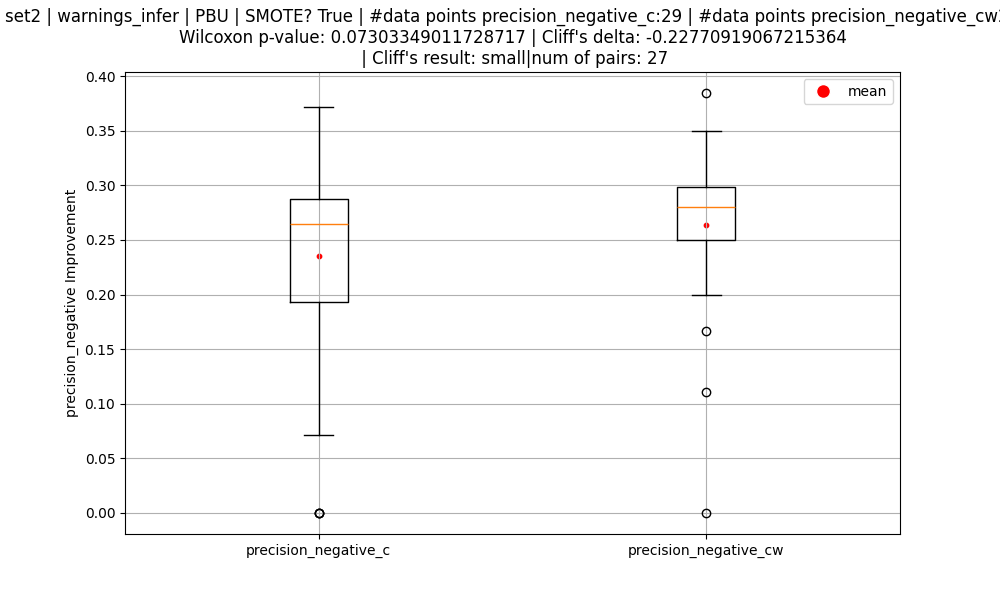 set2 | warnings_infer | PBU | SMOTE? True | #data points precision_negative_c:29 | #data points precision_negative_cw
Wilcoxon p-value: 0.07303349011728717 | Cliff's delta: -0.22770919067215364
| Cliff's result: small|num of pairs: 27
mean
0.40
0.35
0.30
0.25
0.20
0.15
0.10
0.05
0.00
precision_negative Improvement
precision_negative_c
precision_negative_cw